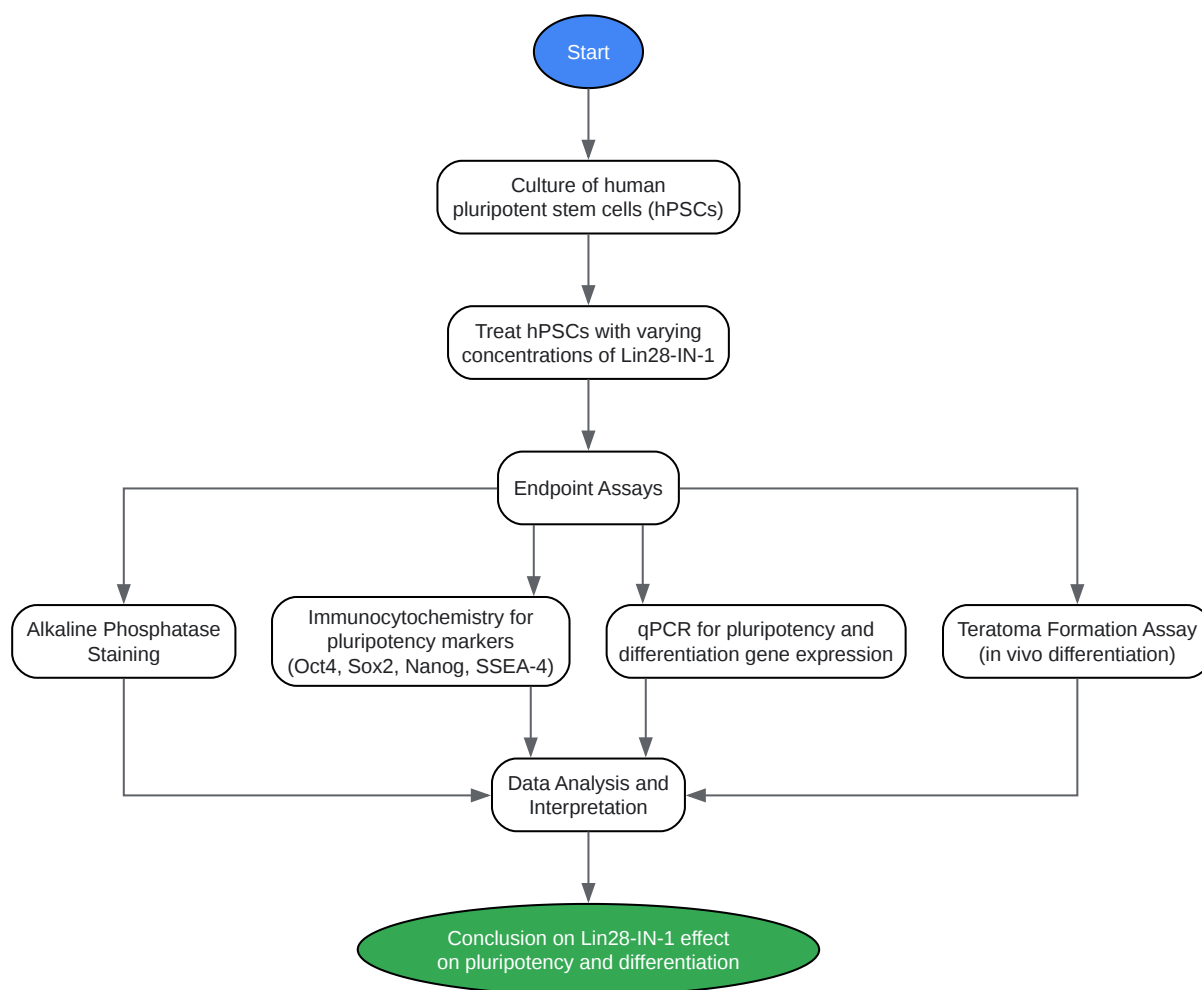 Start
Culture of human
pluripotent stem cells (hPSCs)
Treat hPSCs with varying
concentrations of Lin28-IN-1
Endpoint Assays
Alkaline Phosphatase
Staining
Immunocytochemistry for
pluripotency markers
(Oct4, Sox2, Nanog, SSEA-4)
qPCR for pluripotency and
differentiation gene expression
Teratoma Formation Assay
(in vivo differentiation)
Data Analysis and
Interpretation
Conclusion on Lin28-IN-1 effect
on pluripotency and differentiation